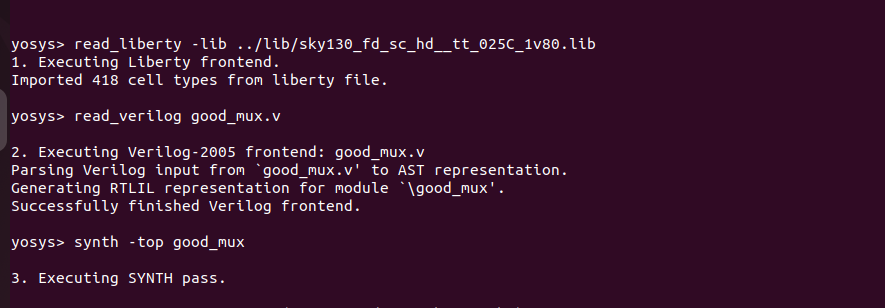 yosys> read_liberty -lib ../lib/sky130_fd_sc_hd__tt_025C_1v80.lib
1. Executing Liberty frontend.
Imported 418 cell types from liberty file.
yosys> read_verilog good_mux.v
2. Executing Verilog-2005 frontend: good_mux.v
Parsing Verilog input from `good_mux.v' to AST representation.
Generating RTLIL representation for module `\good_mux'.
Successfully finished Verilog frontend.
yosys> synth -top good_mux
3. Executing SYNTH pass.